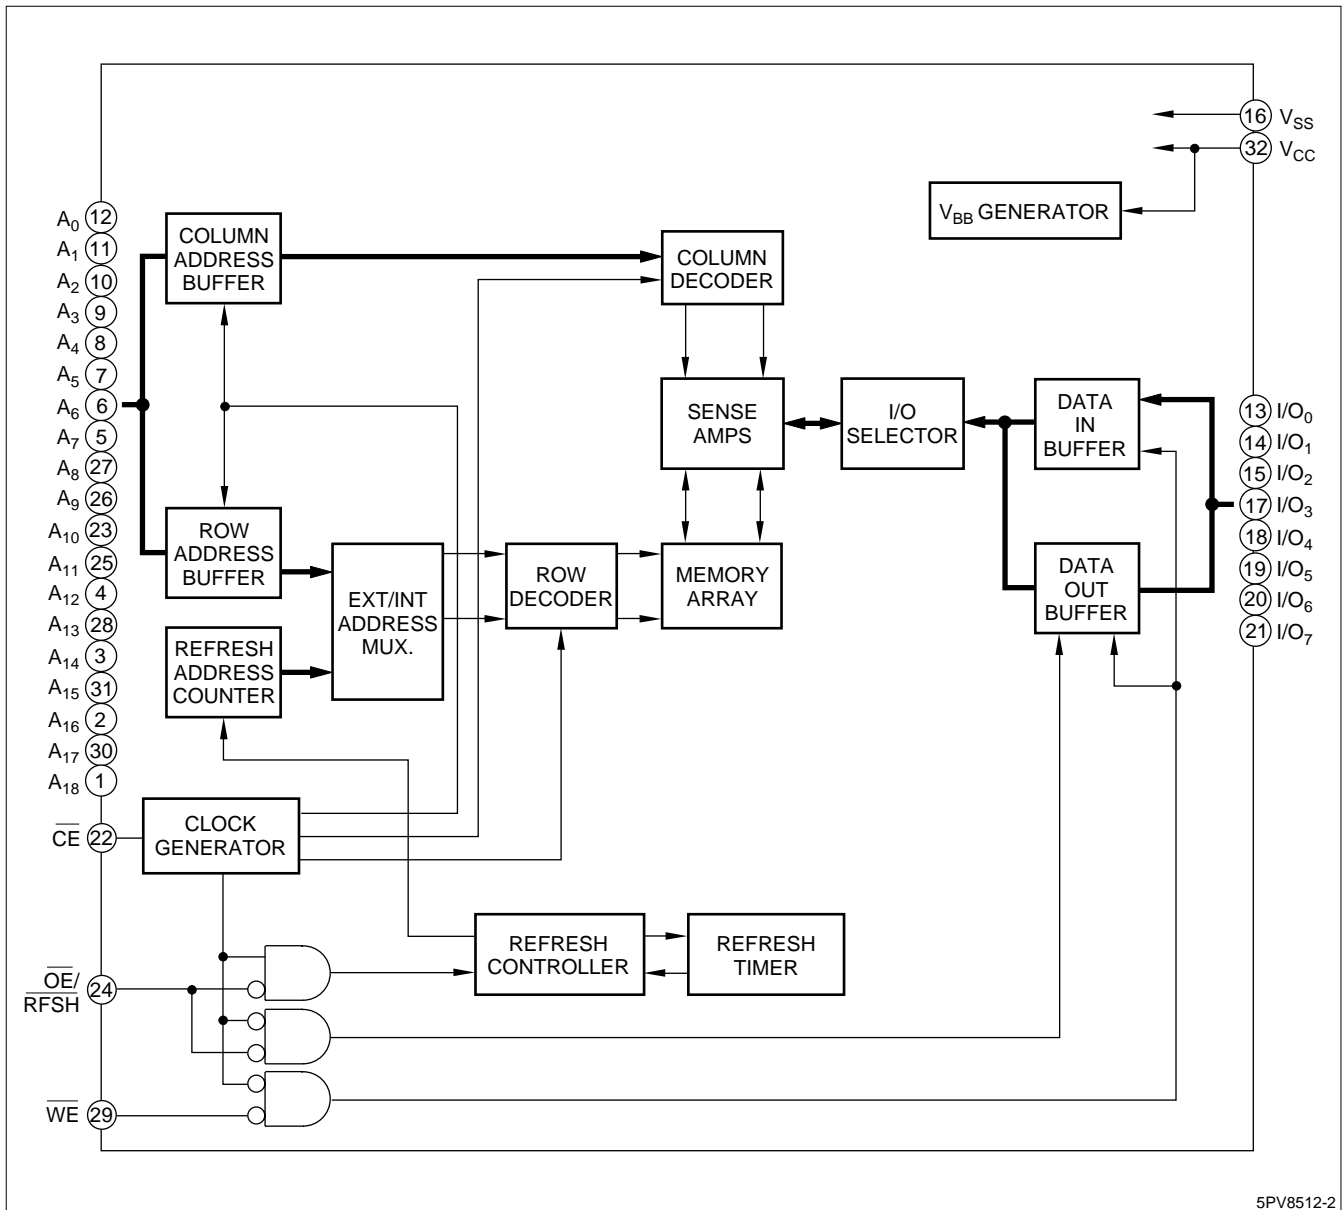 16 VSS
32 VCC
VBB GENERATOR
A0 12
A1 11
A2 10
A3 9
A4 8
A5 7
A6 6
A7 5
A8 27
A9 26
A10 23
A11 25
A12 4
A13 28
A14 3
A15 31
A16 2
A17 30
A18 1
COLUMN
ADDRESS
BUFFER
COLUMN
DECODER
SENSE
AMPS
I/O
SELECTOR
DATA
IN
BUFFER
13 I/O0
14 I/O1
15 I/O2
17 I/O3
18 I/O4
19 I/O5
20 I/O6
21 I/O7
ROW
ADDRESS
BUFFER
EXT/INT
ADDRESS
MUX.
ROW
DECODER
MEMORY
ARRAY
DATA
OUT
BUFFER
REFRESH
ADDRESS
COUNTER
CE 22
CLOCK
GENERATOR
REFRESH
CONTROLLER
REFRESH
TIMER
OE/
RFSH
24
WE 29
5PV8512-2